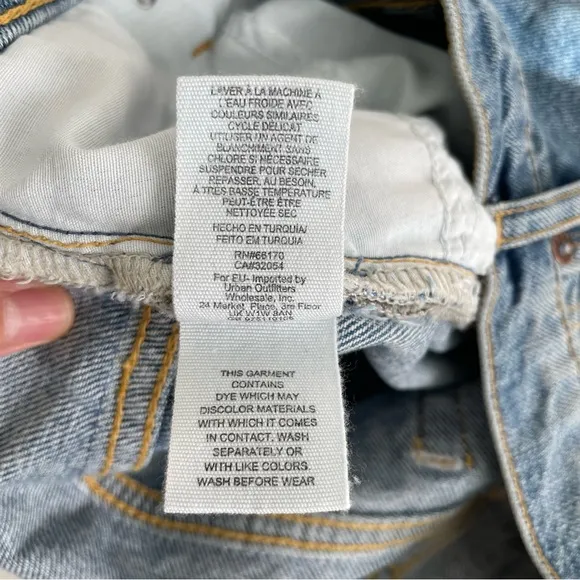 LAVER À LA MACHINE À
L'EAU FROIDE AVEC
COULEURS SIMILAIRES
CYCLE DÉLICAT
UTILISER UN AGENT DE
BLANCHIMENT SANS
CHLORE SI NÉCESSAIRE
SUSPENDRE POUR SÉCHER
REPASSER, AU BESOIN,
À TRÈS BASSE TEMPÉRATURE
PEUT-ÊTRE ÊTRE
NETTOYÉE SEC
HECHO EN TURQUÍA/
FEITO EM TURQUIA
RN#66170
CA#32054
For EU- Imported by
Urban Outfitters
Wholesale, Inc.
24 Market Place, 3rn Floor
UK W1W 8AN
THIS GARMENT
CONTAINS
DYE WHICH MAY
DISCOLOR MATERIALS
WITH WHICH IT COMES
IN CONTACT. WASH
SEPARATELY OR
WITH LIKE COLORS.
WASH BEFORE WEAR